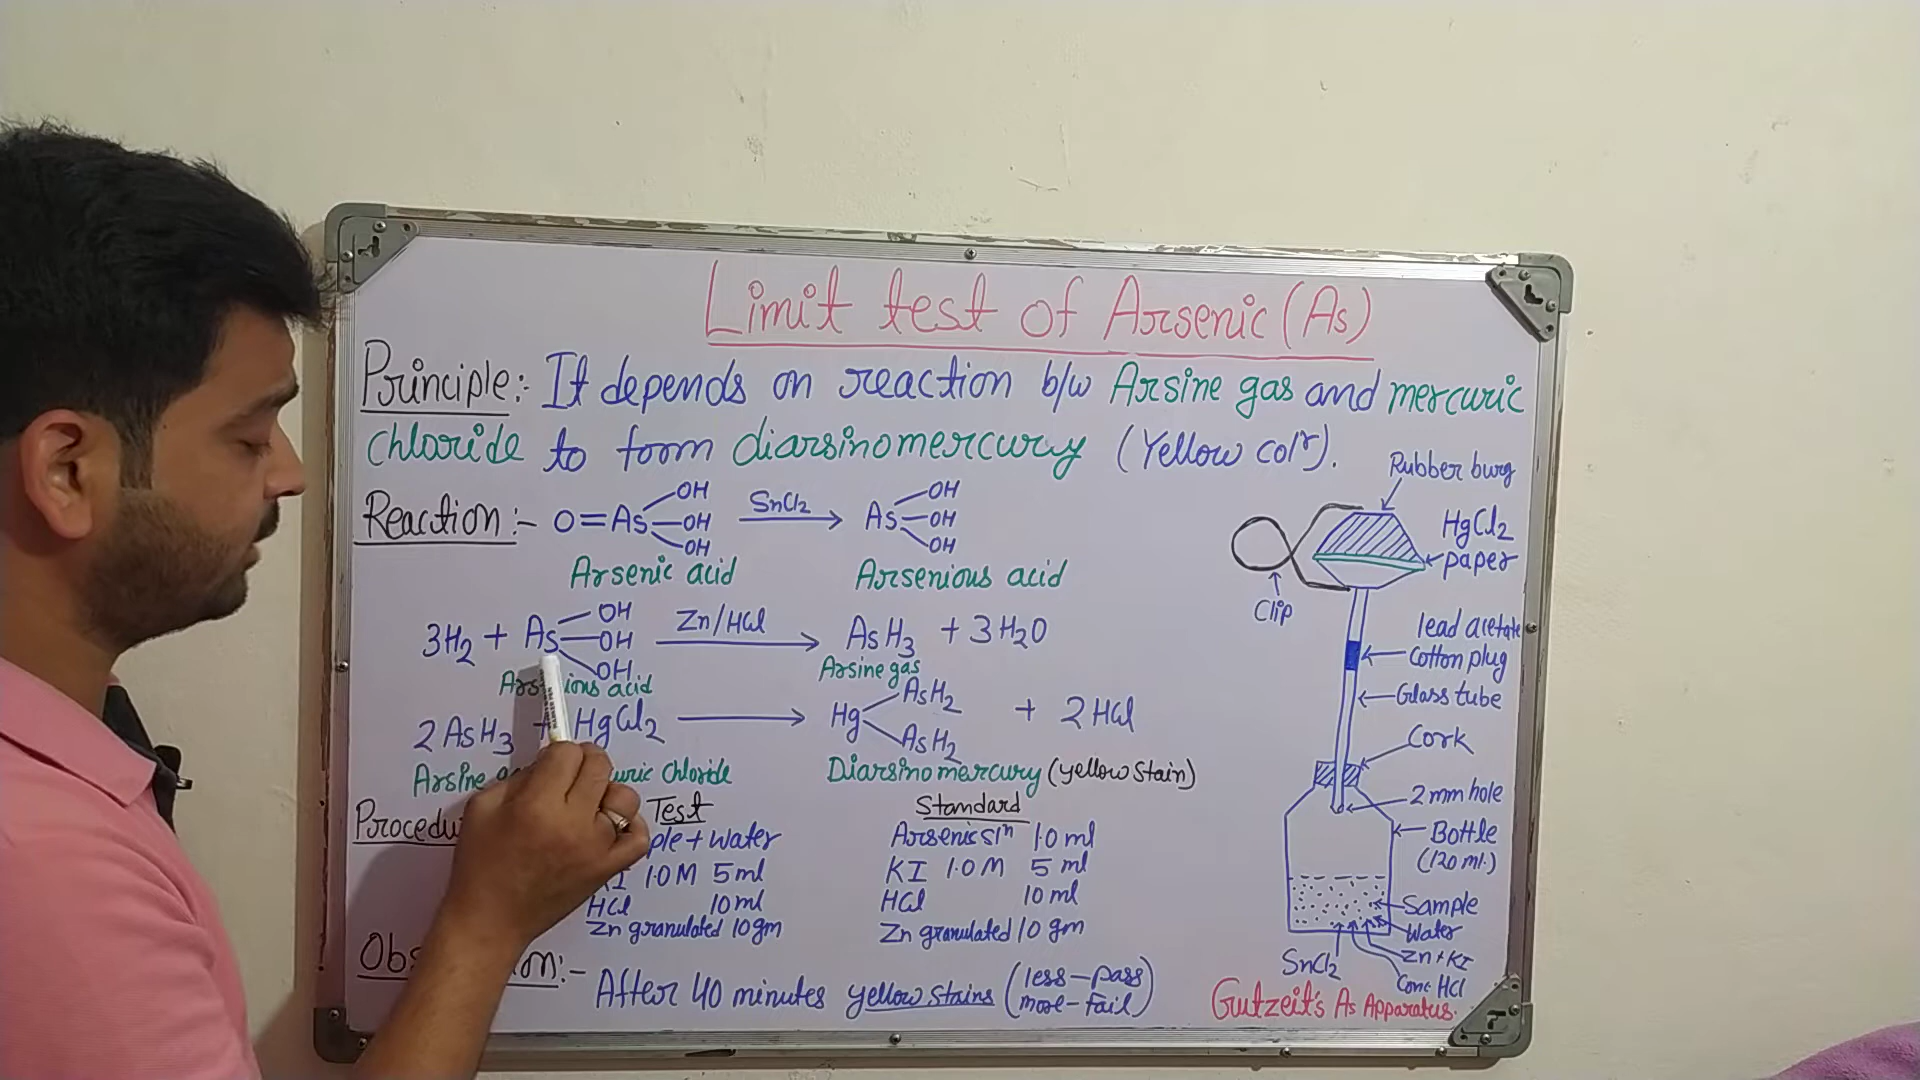 Limit test of Arsenic (As)
Principle:- It depends on reaction b/w Arsine gas and mercuric
chloride to form diarsinomercury (Yellow colr).
Reaction:- O=As OH OH OH SnCl2 As OH OH OH
Arsenic acid Arsenious acid
3H2 + As OH OH OH Zn/HCl AsH3 + 3H2O
acid Arsine gas
2AsH3 + HgCl2 Hg AsH2 AsH2 + 2HCl
Arsine chloride Diarsinomercury (yellow stain)
Test Standard
+ Water Arsenic sln 1.0 ml
KI 1.0 M 5 ml KI 1.0 M 5 ml
HCl 10 ml HCl 10 ml
Zn granulated 10 gm Zn granulated 10 gm
After 40 minutes yellow stains (less-pass more-fail)
Rubber burg
HgCl2
paper
Clip
lead acetate
Cotton plug
Glass tube
Cork
2 mm hole
Bottle
(120 ml.)
Sample
Water
Zn + KI
Conc HCl
SnCl2
Gutzeit's As Apparatus.